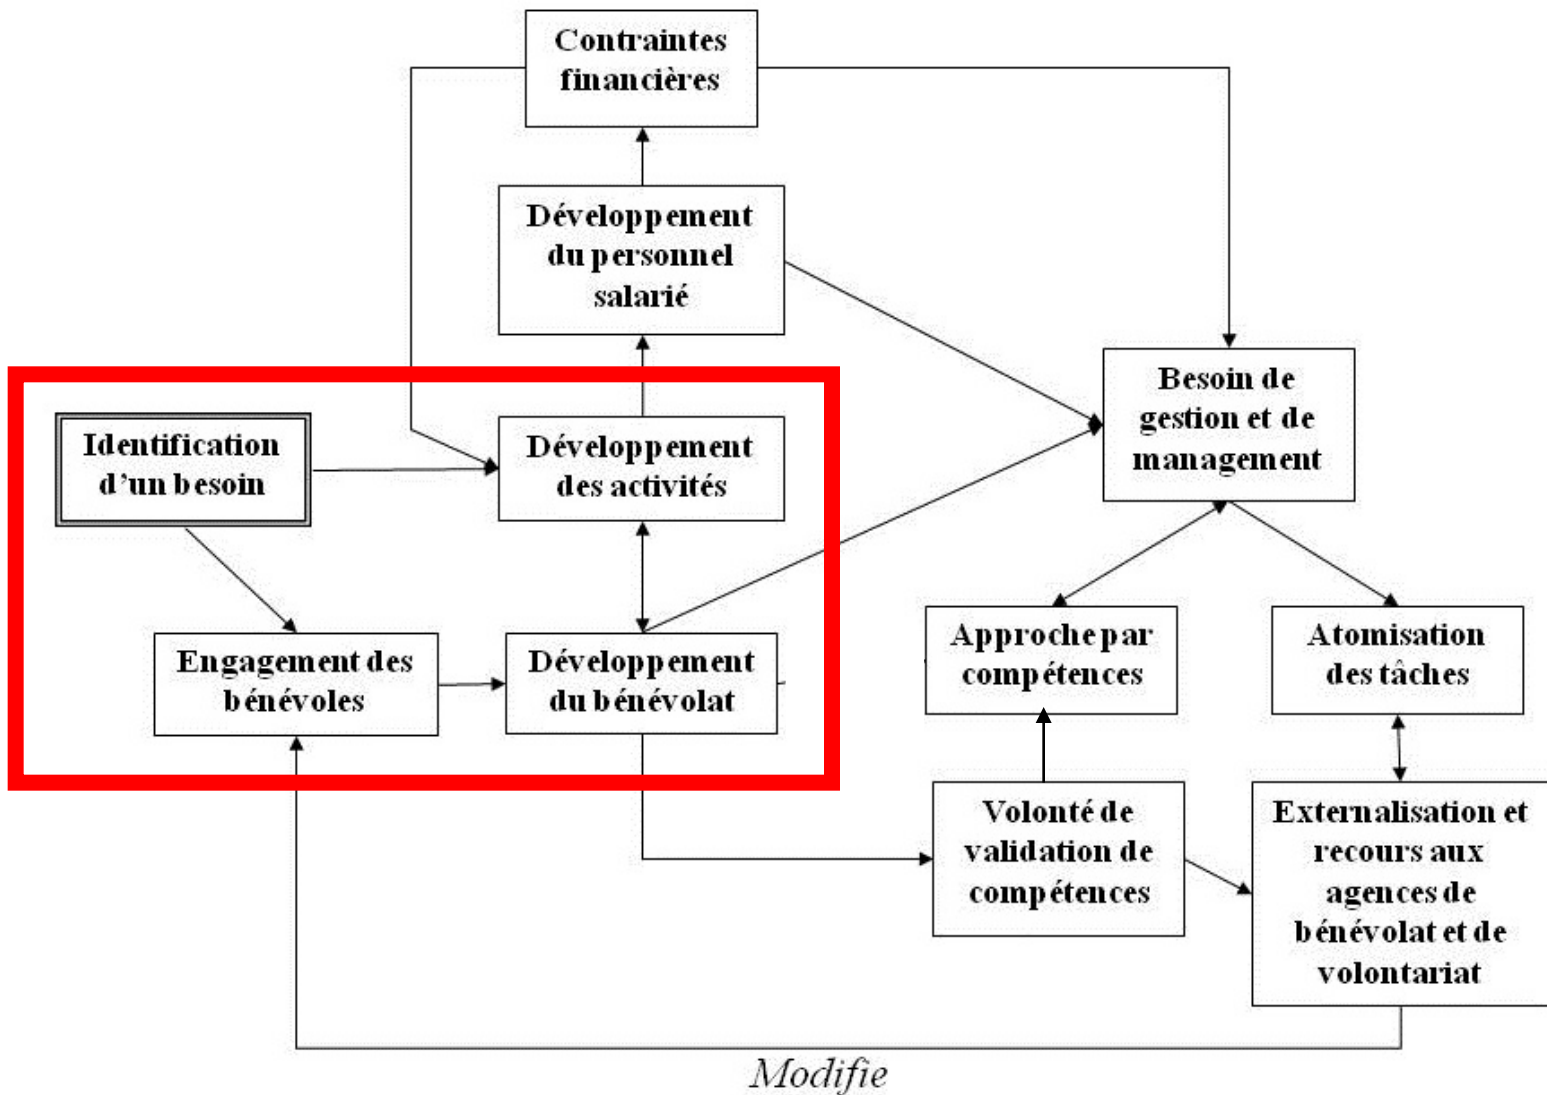 Contraintes
financières
Développement
du personnel
salarié
Besoin de
gestion et de
management
Identification
d’un besoin
Développement
des activités
Engagement des
bénévoles
Développement
du bénévolat
Approche par
compétences
Atomisation
des tâches
Volonté de
validation de
compétences
Externalisation et
recours aux
agences de
bénévolat et de
volontariat
Modifie